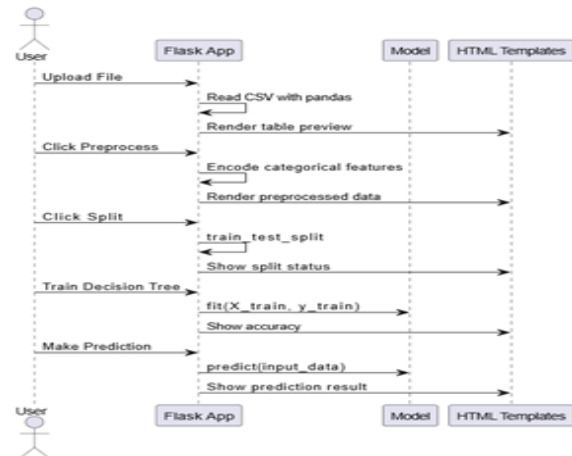 User
Flask App
Model
HTML Templates
Upload File
Read CSV with pandas
Render table preview
Click Preprocess
Encode categorical features
Render preprocessed data
Click Split
train_test_split
Show split status
Train Decision Tree
fit(X_train, y_train)
Show accuracy
Make Prediction
predict(input_data)
Show prediction result
User
Flask App
Model
HTML Templates